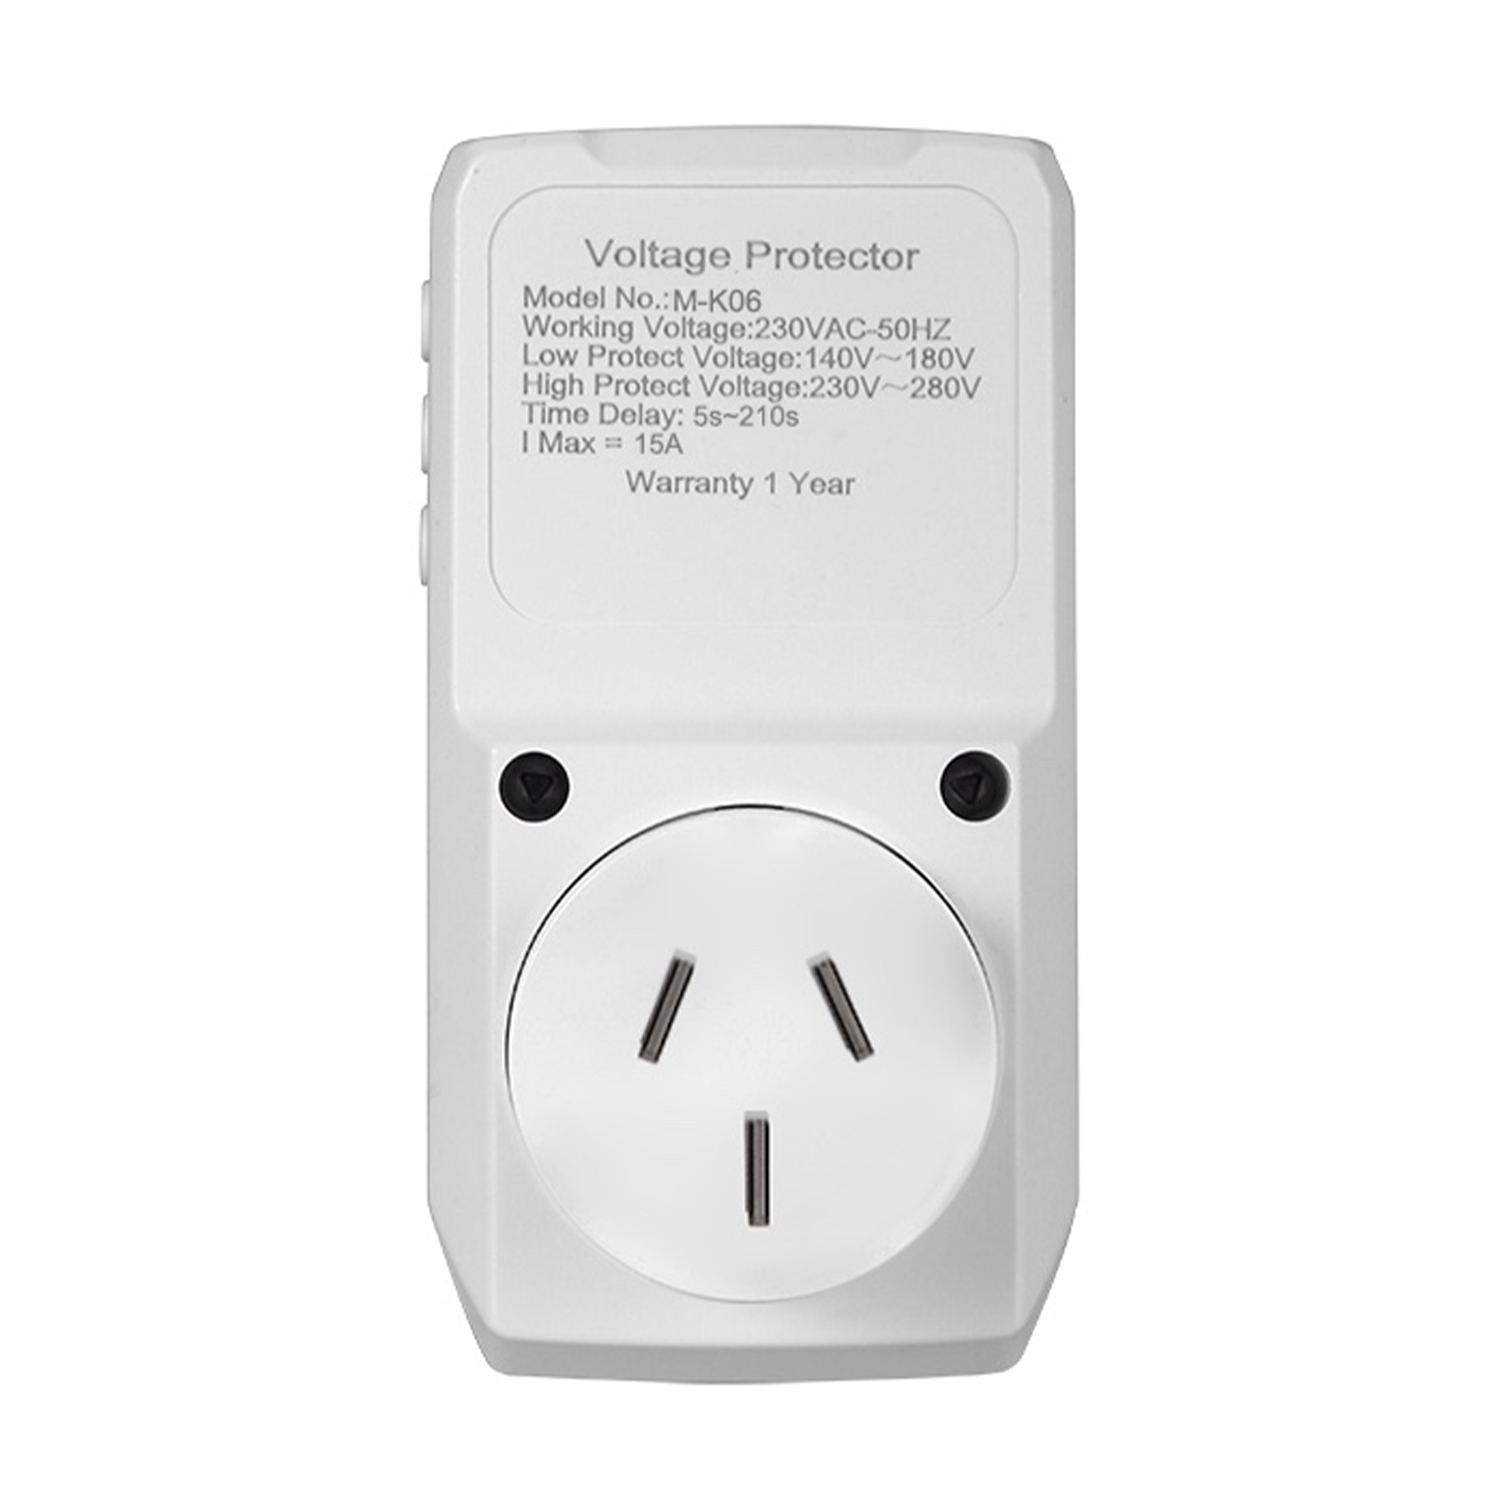 Voltage Protector
Model No.:M-K06
Working Voltage:230VAC-50HZ
Low Protect Voltage:140V～180V
High Protect Voltage:230V～280V
Time Delay: 5s~210s
I Max = 15A
Warranty 1 Year